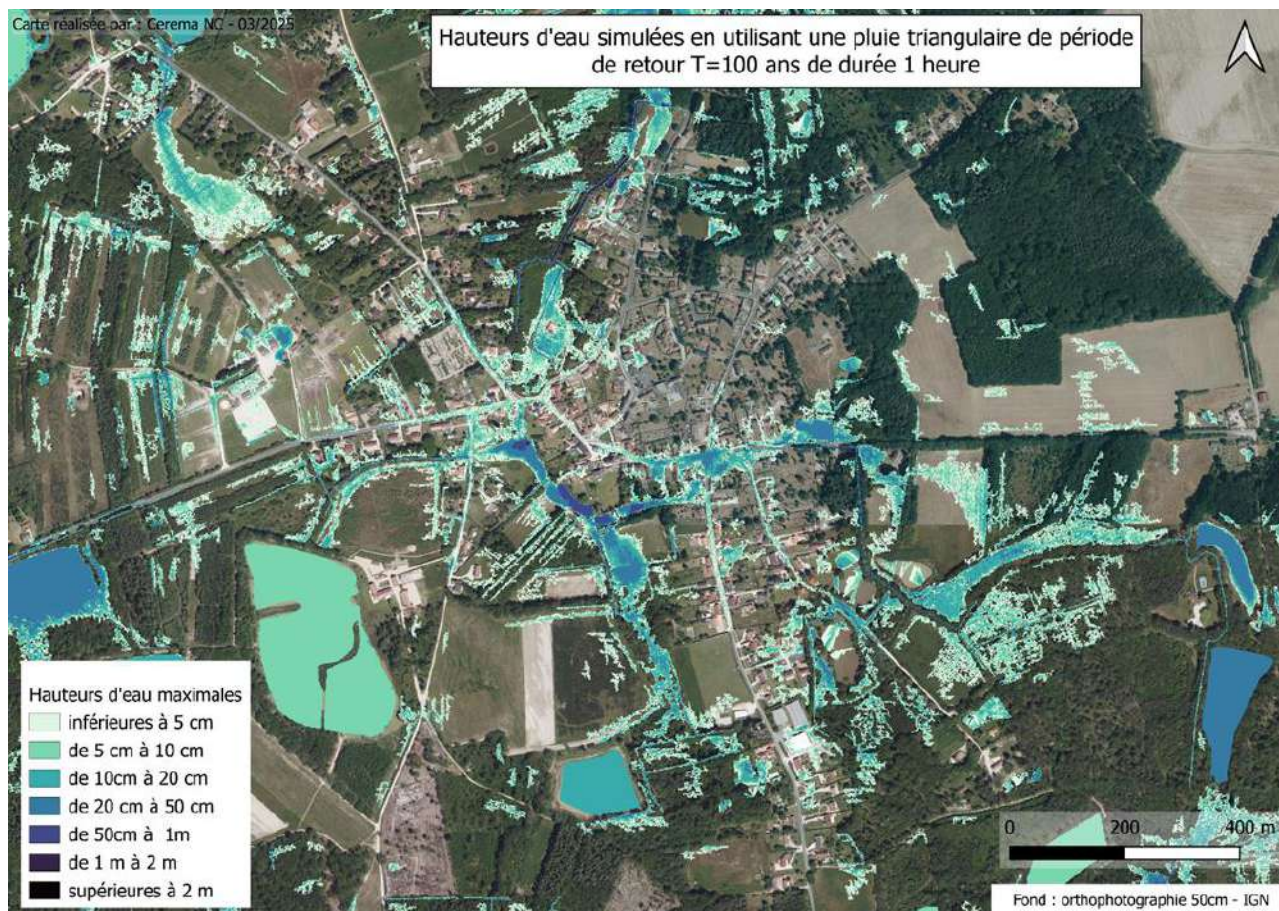 Carte réalisée par : Cerema NC - 03/2025
Hauteurs d'eau simulées en utilisant une pluie triangulaire de période
de retour T=100 ans de durée 1 heure
Hauteurs d'eau maximales
inférieures à 5 cm
de 5 cm à 10 cm
de 10cm à 20 cm
de 20 cm à 50 cm
de 50cm à 1m
de 1 m à 2 m
supérieures à 2 m
0 200 400 m
Fond : orthophotographie 50cm - IGN